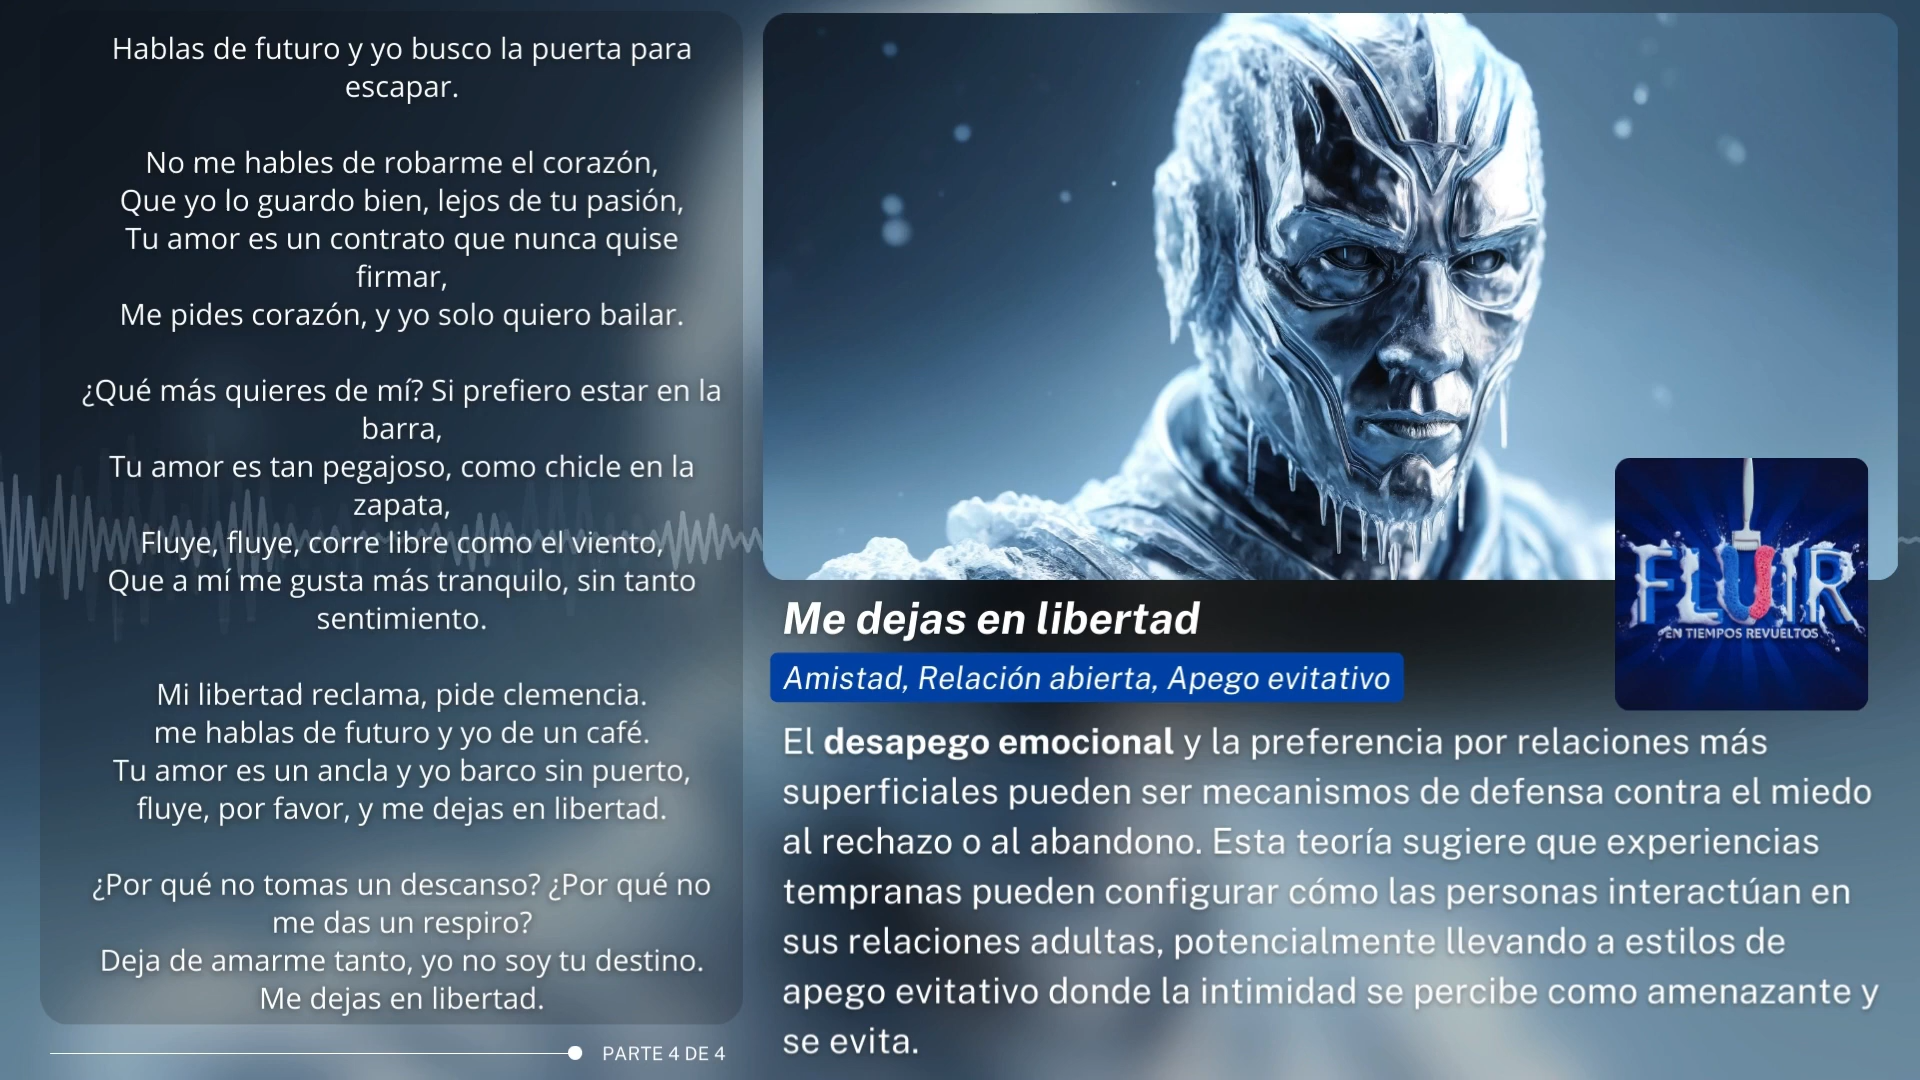 Hablas de futuro y yo busco la puerta para
escapar.
No me hables de robarme el corazón,
Que yo lo guardo bien, lejos de tu pasión,
Tu amor es un contrato que nunca quise
firmar,
Me pides corazón, y yo solo quiero bailar.
¿Qué más quieres de mí? Si prefiero estar en la
barra,
Tu amor es tan pegajoso, como chicle en la
zapata,
Fluye, fluye, corre libre como el viento,
Que a mí me gusta más tranquilo, sin tanto
sentimiento.
Mi libertad reclama, pide clemencia.
me hablas de futuro y yo de un café.
Tu amor es un ancla y yo barco sin puerto,
fluye, por favor, y me dejas en libertad.
¿Por qué no tomas un descanso? ¿Por qué no
me das un respiro?
Deja de amarme tanto, yo no soy tu destino.
Me dejas en libertad.
PARTE 4 DE 4
FLUIR
EN TIEMPOS REVUELTOS
Me dejas en libertad
Amistad, Relación abierta, Apego evitativo
El desapego emocional y la preferencia por relaciones más
superficiales pueden ser mecanismos de defensa contra el miedo
al rechazo o al abandono. Esta teoría sugiere que experiencias
tempranas pueden configurar cómo las personas interactúan en
sus relaciones adultas, potencialmente llevando a estilos de
apego evitativo donde la intimidad se percibe como amenazante y
se evita.